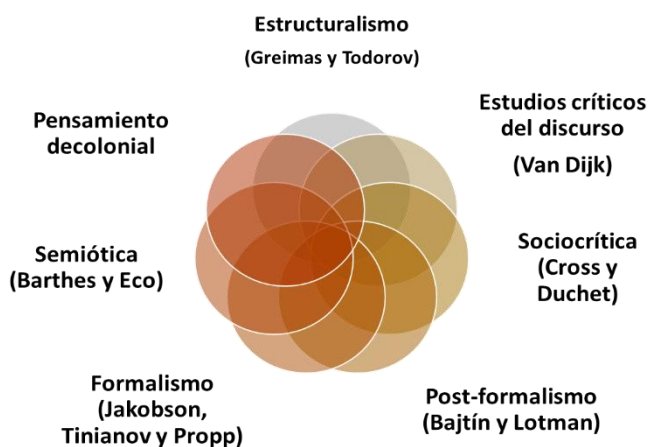 Estructuralismo
(Greimas y Todorov)
Estudios críticos
del discurso
(Van Dijk)
Sociocrítica
(Cross y
Duchet)
Post-formalismo
(Bajtín y Lotman)
Formalismo
(Jakobson,
Tinianov y Propp)
Semiótica
(Barthes y Eco)
Pensamiento
decolonial